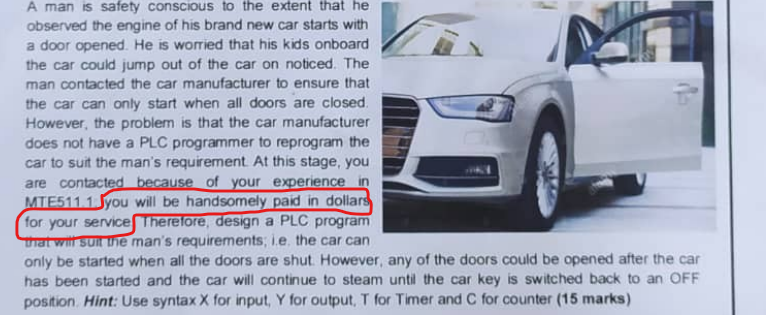 A man is safety conscious to the extent that he
observed the engine of his brand new car starts with
a door opened. He is worried that his kids onboard
the car could jump out of the car on noticed. The
man contacted the car manufacturer to ensure that
the car can only start when all doors are closed.
However, the problem is that the car manufacturer
does not have a PLC programmer to reprogram the
car to suit the man's requirement. At this stage, you
are contacted because of your experience in
MTE511.1; you will be handsomely paid in dollars
for your service. Therefore, design a PLC program
that will suit the man's requirements; i.e. the car can
only be started when all the doors are shut. However, any of the doors could be opened after the car
has been started and the car will continue to steam until the car key is switched back to an OFF
position. Hint: Use syntax X for input, Y for output, T for Timer and C for counter (15 marks)